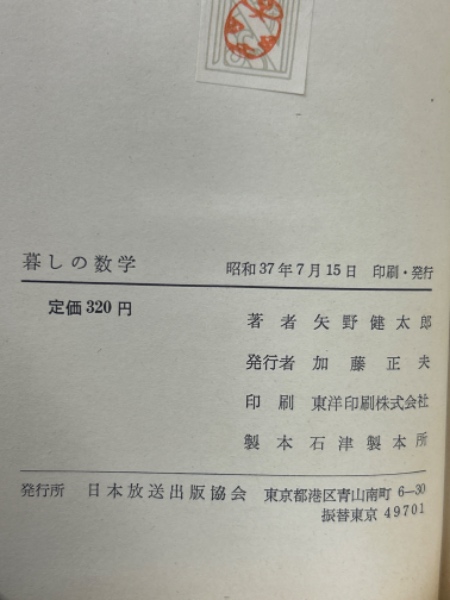 暮しの数学 昭和37年7月15日 印刷・発行
定価320円
著者 矢野健太郎
発行者 加藤正夫
印刷 東洋印刷株式会社
製本 石津製本所
発行所 日本放送出版協会 東京都港区青山南町 6—30
振替東京 49701